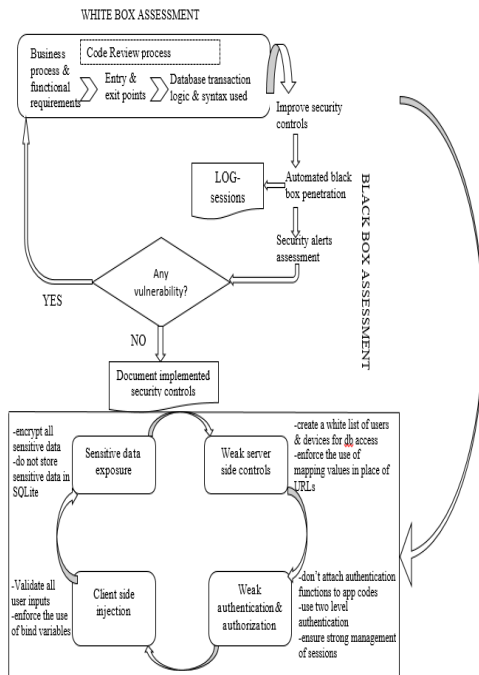 WHITE BOX ASSESSMENT
Code Review process
Business
process &
functional
requirements
Entry &
exit points
Database transaction
logic & syntax used
Improve security
controls
LOG-
sessions
Automated black
box penetration
Security alerts
assessment
BLACK BOX ASSESSMENT
Any
vulnerability?
YES
NO
Document implemented
security controls
-encrypt all
sensitive data
-do not store
sensitive data in
SQLite
Sensitive data
exposure
Weak server
side controls
-create a white list of users
& devices for db access
-enforce the use of
mapping values in place of
URLs
-Validate all
user inputs
-enforce the use
of bind variables
Client side
injection
Weak
authentication &
authorization
-don't attach authentication
functions to app codes
- use two level
authentication
-ensure strong management
of sessions